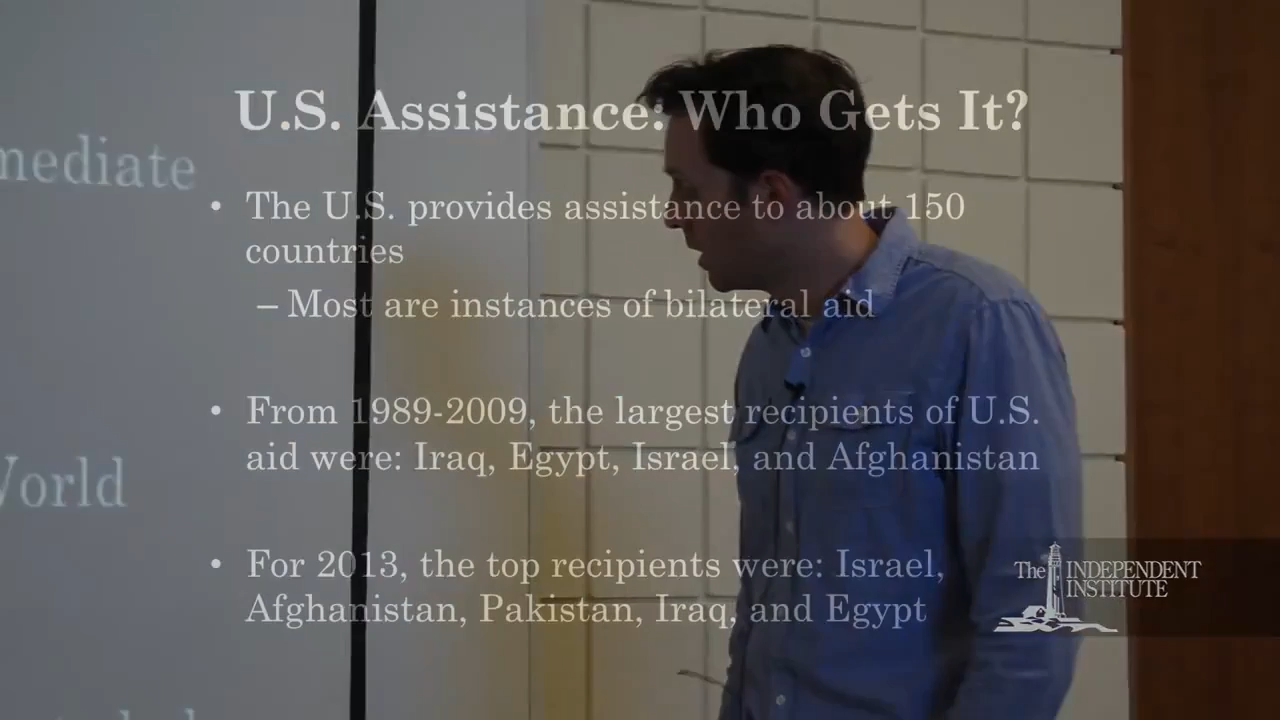 U.S. Assistance: Who Gets It?
mediate
• The U.S. provides assistance to about 150
countries
– Most are instances of bilateral aid
• From 1989-2009, the largest recipients of U.S.
aid were: Iraq, Egypt, Israel, and Afghanistan
World
• For 2013, the top recipients were: Israel,
Afghanistan, Pakistan, Iraq, and Egypt
The INDEPENDENT
INSTITUTE